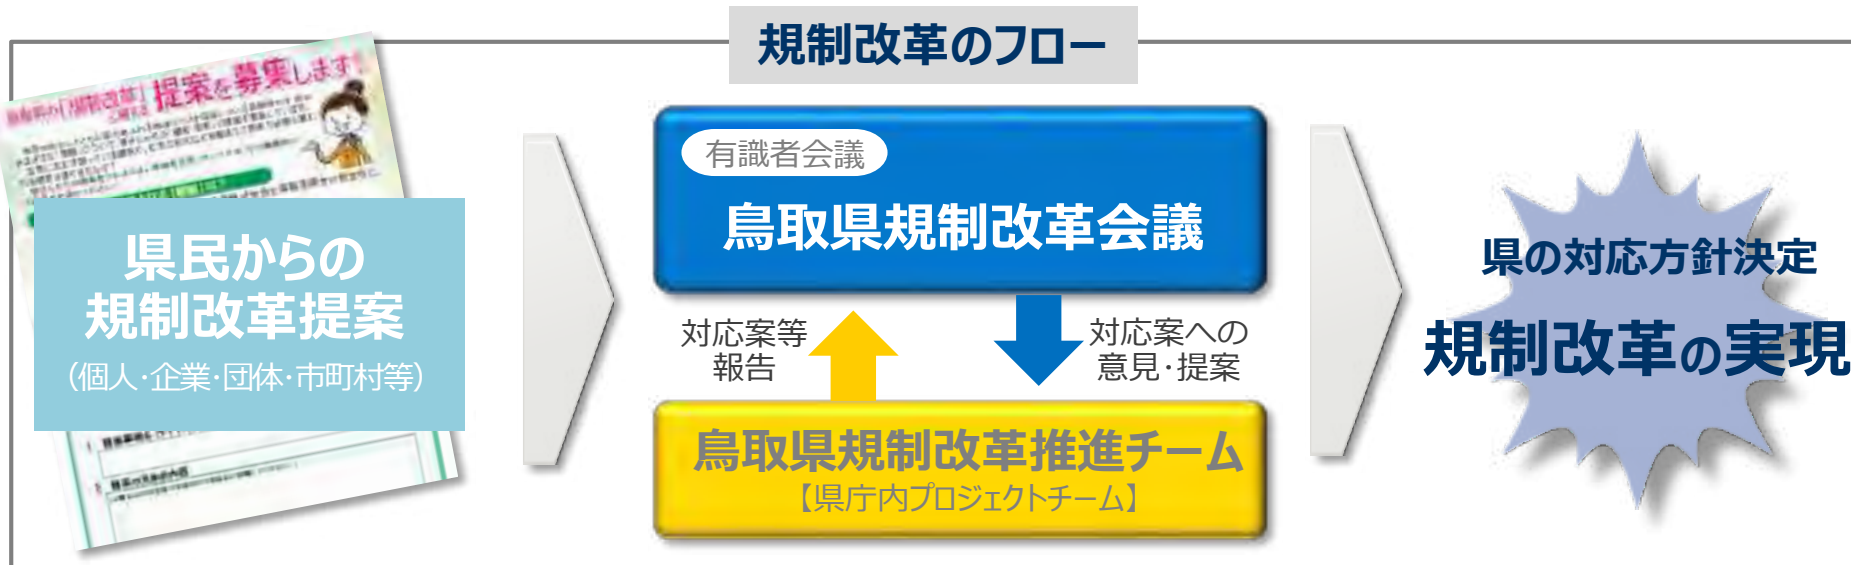 規制改革のフロー
提案を募集します!
県民からの
規制改革提案
（個人・企業・団体・市町村等）
有識者会議
鳥取県規制改革会議
対応案等
報告
対応案への
意見・提案
鳥取県規制改革推進チーム
【県庁内プロジェクトチーム】
県の対応方針決定
規制改革の実現